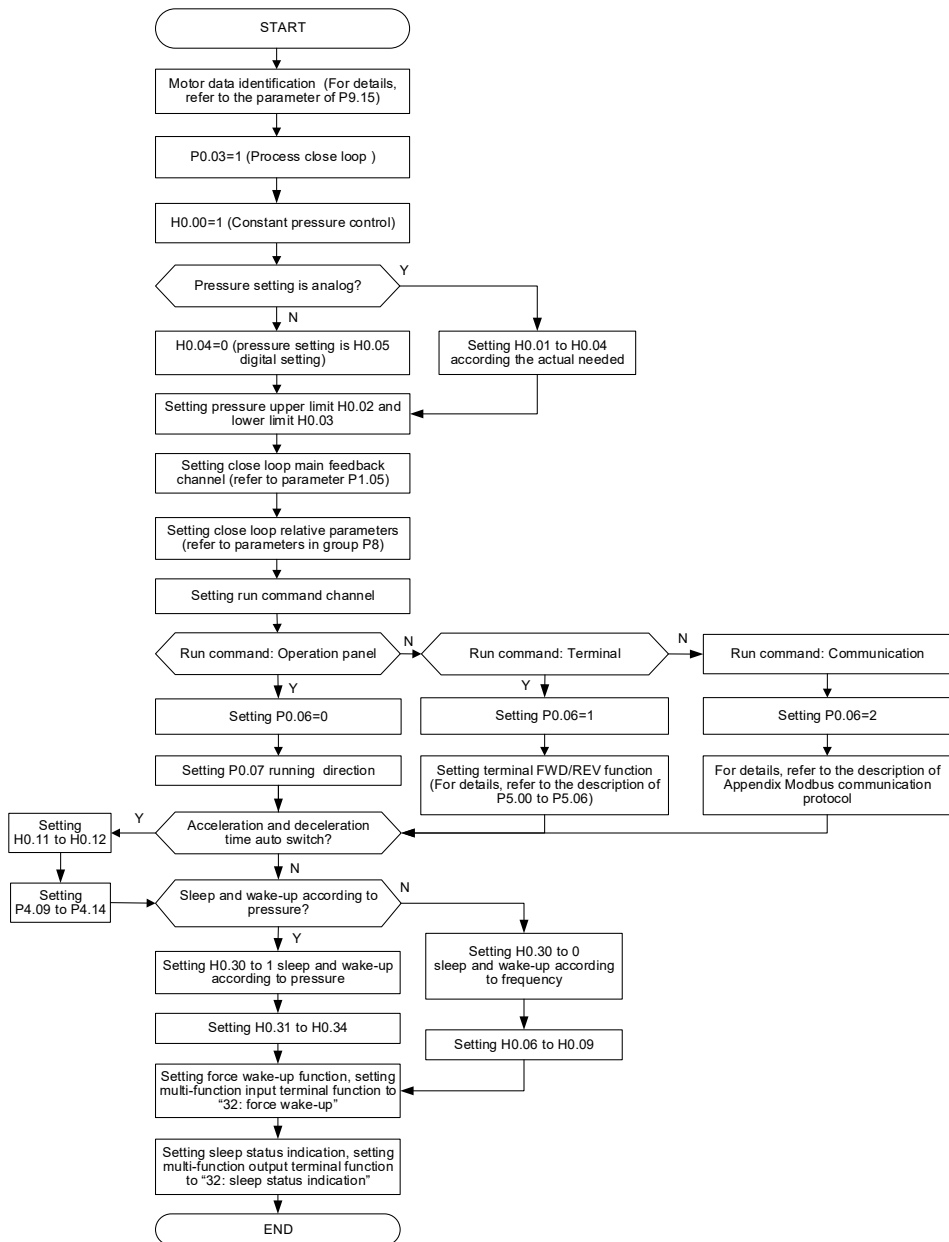 START
Motor data identification (For details,
refer to the parameter of P9.15)
P0.03=1 (Process close loop )
H0.00=1 (Constant pressure control)
Pressure setting is analog?
Y
N
H0.04=0 (pressure setting is H0.05
digital setting)
Setting H0.01 to H0.04
according the actual needed
Setting pressure upper limit H0.02 and
lower limit H0.03
Setting close loop main feedback
channel (refer to parameter P1.05)
Setting close loop relative parameters
(refer to parameters in group P8)
Setting run command channel
Run command: Operation panel
N
Run command: Terminal
N
Run command: Communication
Y
Y
Setting P0.06=0
Setting P0.06=1
Setting P0.06=2
Setting P0.07 running direction
Setting terminal FWD/REV function
(For details, refer to the description of
P5.00 to P5.06)
For details, refer to the description of
Appendix Modbus communication
protocol
Setting
H0.11 to H0.12
Y
Acceleration and deceleration
time auto switch?
N
Setting
P4.09 to P4.14
Sleep and wake-up according to
pressure?
N
Y
Setting H0.30 to 1 sleep and wake-up
according to pressure
Setting H0.30 to 0
sleep and wake-up according
to frequency
Setting H0.31 to H0.34
Setting H0.06 to H0.09
Setting force wake-up function, setting
multi-function input terminal function to
“32: force wake-up”
Setting sleep status indication, setting
multi-function output terminal function
to “32: sleep status indication”
END